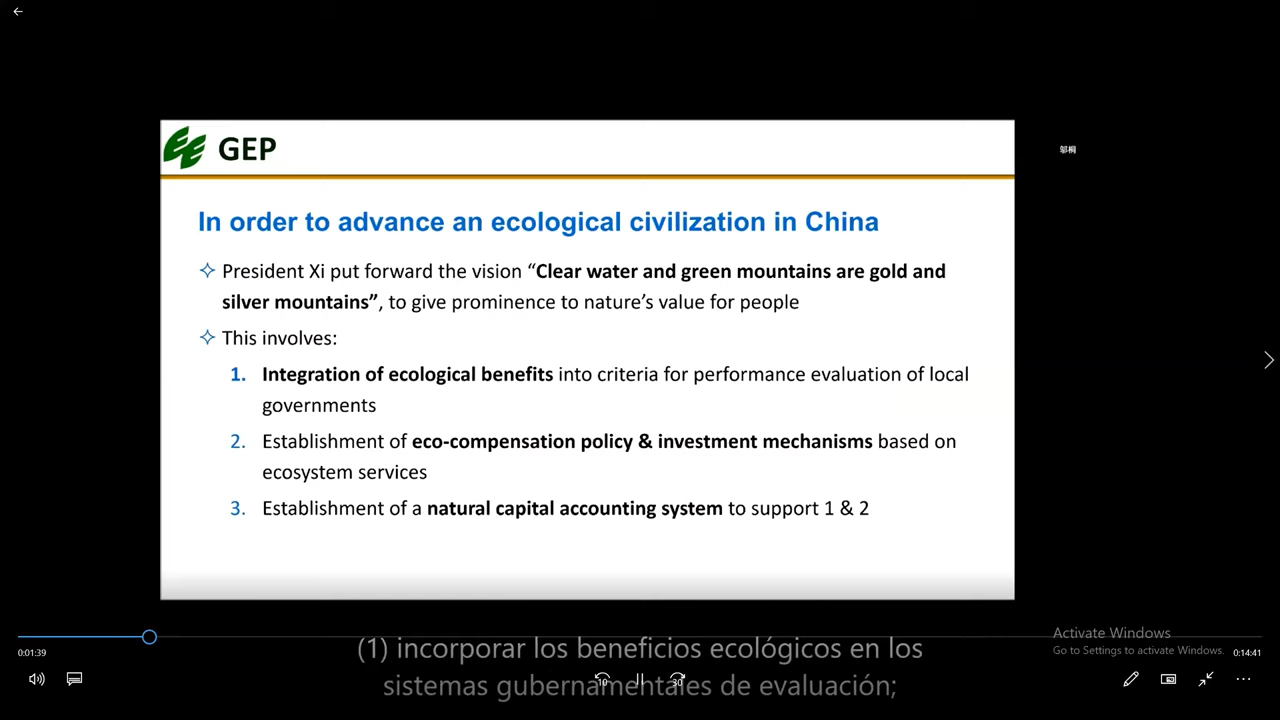 GEP
邹桐
In order to advance an ecological civilization in China
President Xi put forward the vision “Clear water and green mountains are gold and
silver mountains”, to give prominence to nature’s value for people
This involves:
1. Integration of ecological benefits into criteria for performance evaluation of local
governments
2. Establishment of eco-compensation policy & investment mechanisms based on
ecosystem services
3. Establishment of a natural capital accounting system to support 1 & 2
(1) incorporar los beneficios ecológicos en los
sistemas gubernamentales de evaluación;
Activate Windows
Go to Settings to activate Windows.
0:01:39
0:14:41
10
30